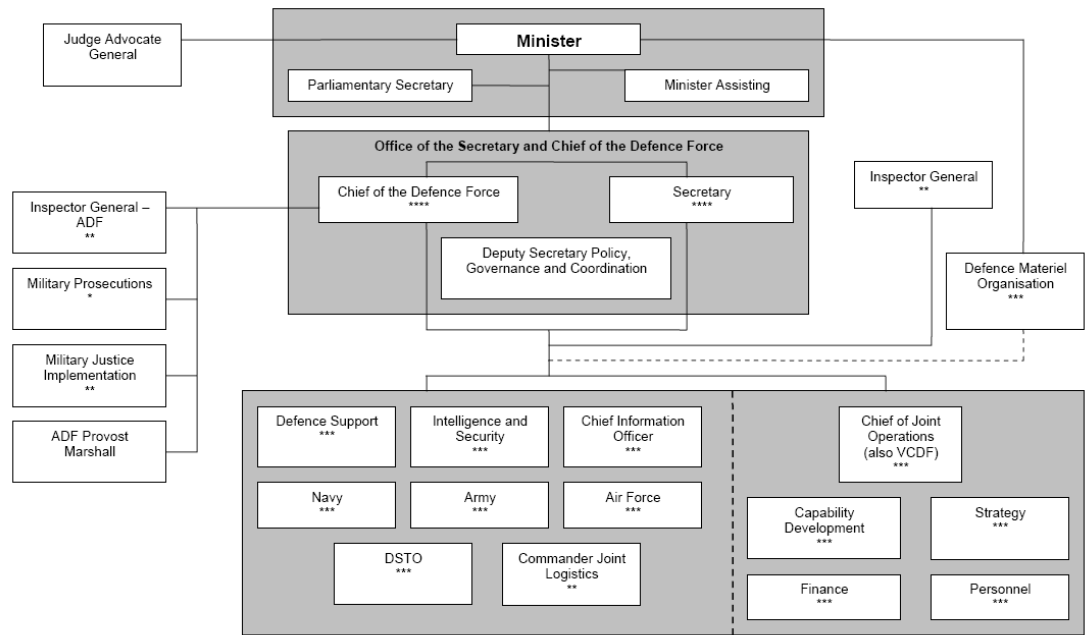 Judge Advocate
General
Minister
Parliamentary Secretary
Minister Assisting
Office of the Secretary and Chief of the Defence Force
Chief of the Defence Force
****
Secretary
****
Deputy Secretary Policy,
Governance and Coordination
Inspector General
**
Defence Materiel
Organisation
***
Inspector General –
ADF
**
Military Prosecutions
*
Military Justice
Implementation
**
ADF Provost
Marshall
Defence Support
***
Intelligence and
Security
***
Chief Information
Officer
***
Navy
***
Army
***
Air Force
***
DSTO
***
Commander Joint
Logistics
**
Chief of Joint
Operations
(also VCDF)
***
Capability
Development
***
Strategy
***
Finance
***
Personnel
***